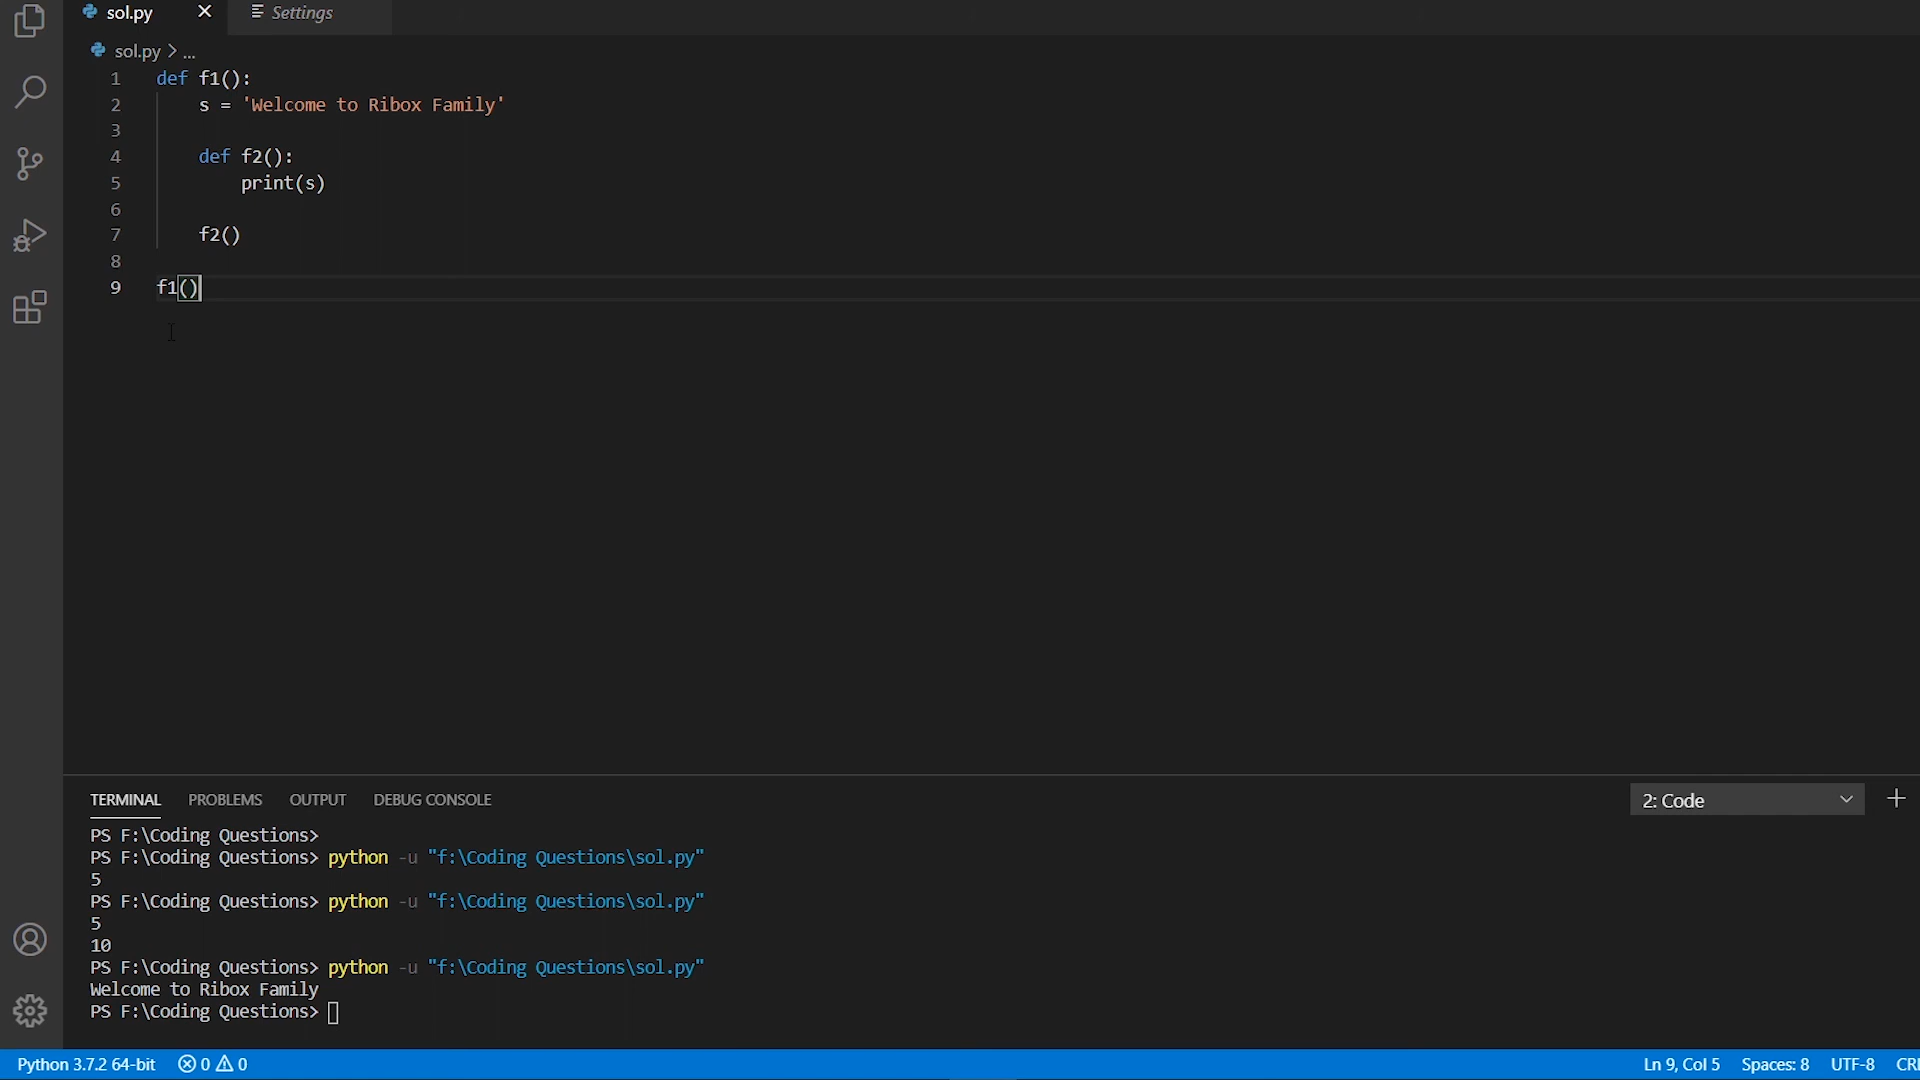 sol.py
Settings
sol.py > ...
1 def f1():
2 s = 'Welcome to Ribox Family'
3
4 def f2():
5 print(s)
6
7 f2()
8
9 f1()
TERMINAL PROBLEMS OUTPUT DEBUG CONSOLE
2: Code
PS F:\Coding Questions>
PS F:\Coding Questions> python -u "f:\Coding Questions\sol.py"
5
PS F:\Coding Questions> python -u "f:\Coding Questions\sol.py"
5
10
PS F:\Coding Questions> python -u "f:\Coding Questions\sol.py"
Welcome to Ribox Family
PS F:\Coding Questions>
Python 3.7.2 64-bit 0 0
Ln 9, Col 5 Spaces: 8 UTF-8